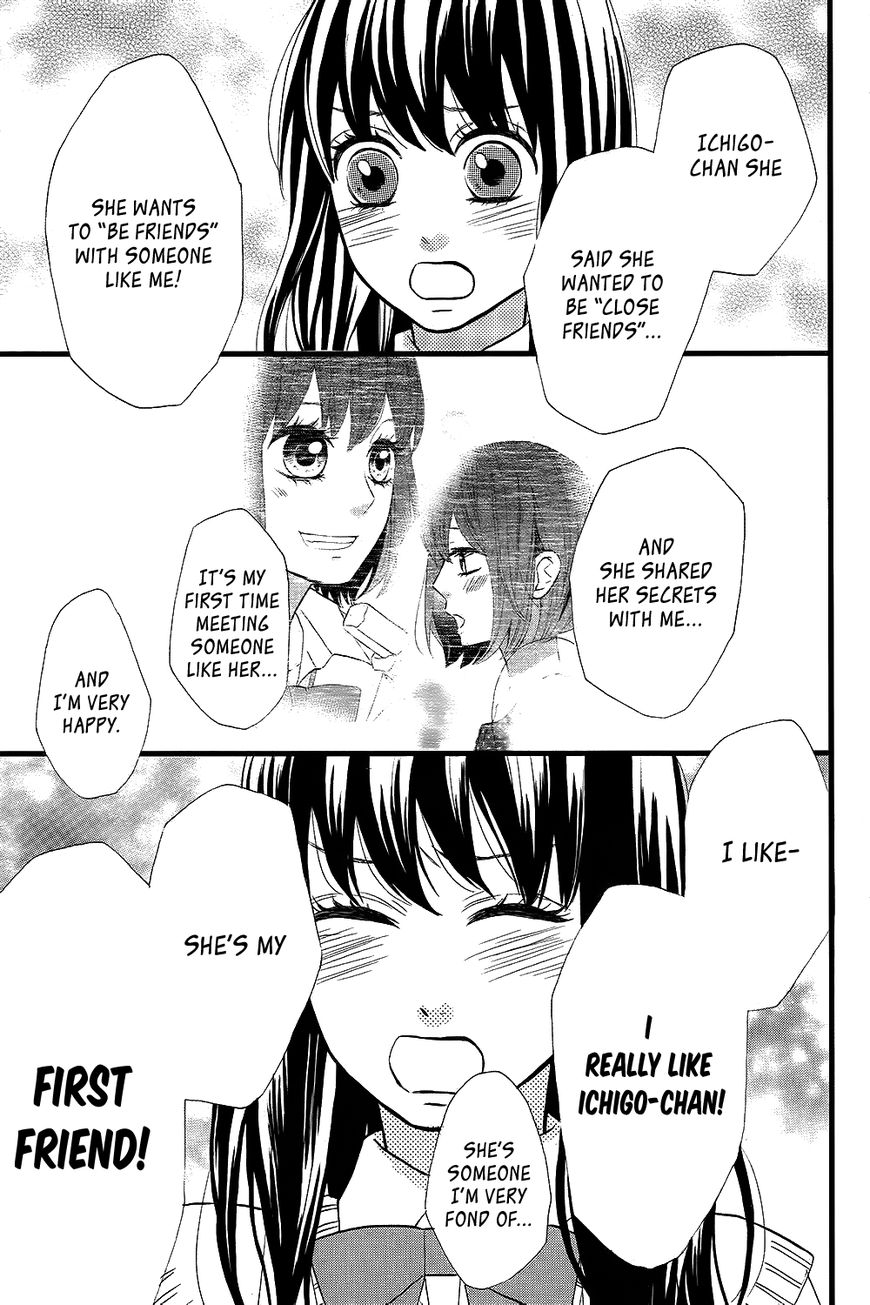 ICHIGO-
CHAN SHE
SAID SHE
WANTED TO
BE "CLOSE
FRIENDS"...
SHE WANTS
TO "BE FRIENDS"
WITH SOMEONE
LIKE ME!
AND
SHE SHARED
HER SECRETS
WITH ME...
IT'S MY
FIRST TIME
MEETING
SOMEONE
LIKE HER...
AND
I'M VERY
HAPPY.
I LIKE-
I
REALLY LIKE
ICHIGO-CHAN!
SHE'S
SOMEONE
I'M VERY
FOND OF...
SHE'S MY
FIRST
FRIEND!